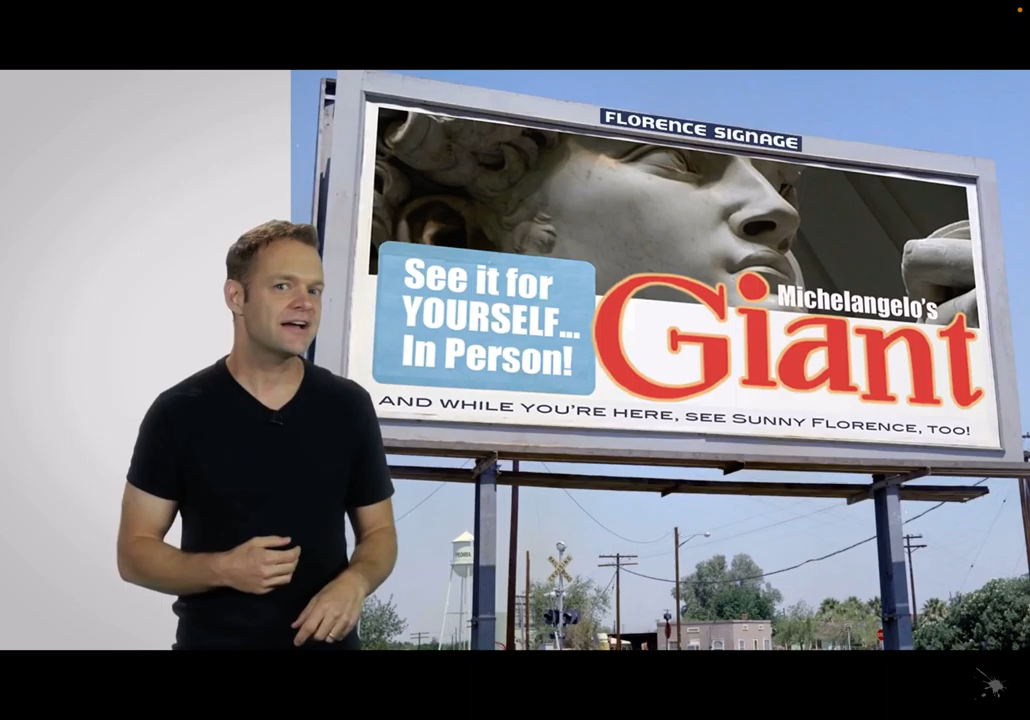 FLORENCE SIGNAGE
See it for
YOURSELF...
In Person!
Michelangelo's
Giant
AND WHILE YOU'RE HERE, SEE SUNNY FLORENCE, TOO!